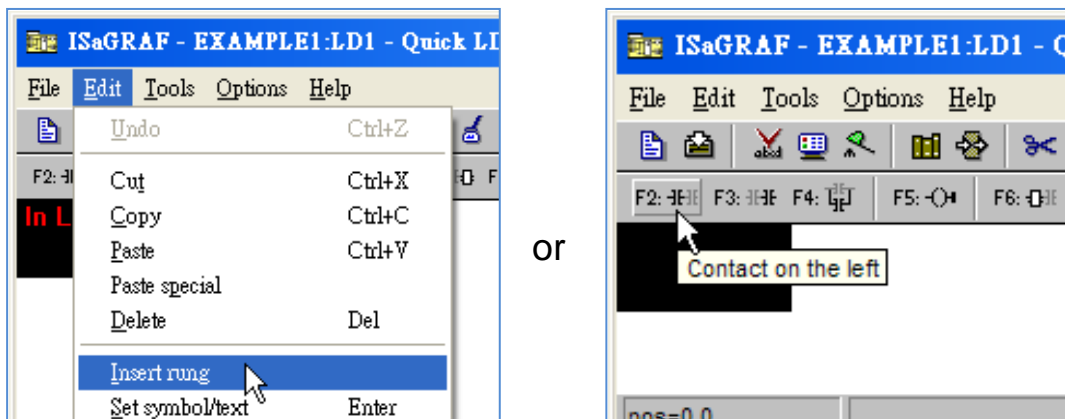 ISaGRAF - EXAMPLE1:LD1 - Quick LD
File Edit Tools Options Help
Undo Ctrl+Z
F2:
Cut Ctrl+X
In L
Copy Ctrl+C
Paste Ctrl+V
Paste special
Delete Del
Insert rung
Set symbol/text Enter
or
ISaGRAF - EXAMPLE1:LD1 - Q
File Edit Tools Options Help
F2: F3: F4: F5: F6:
Contact on the left
pos=0,0